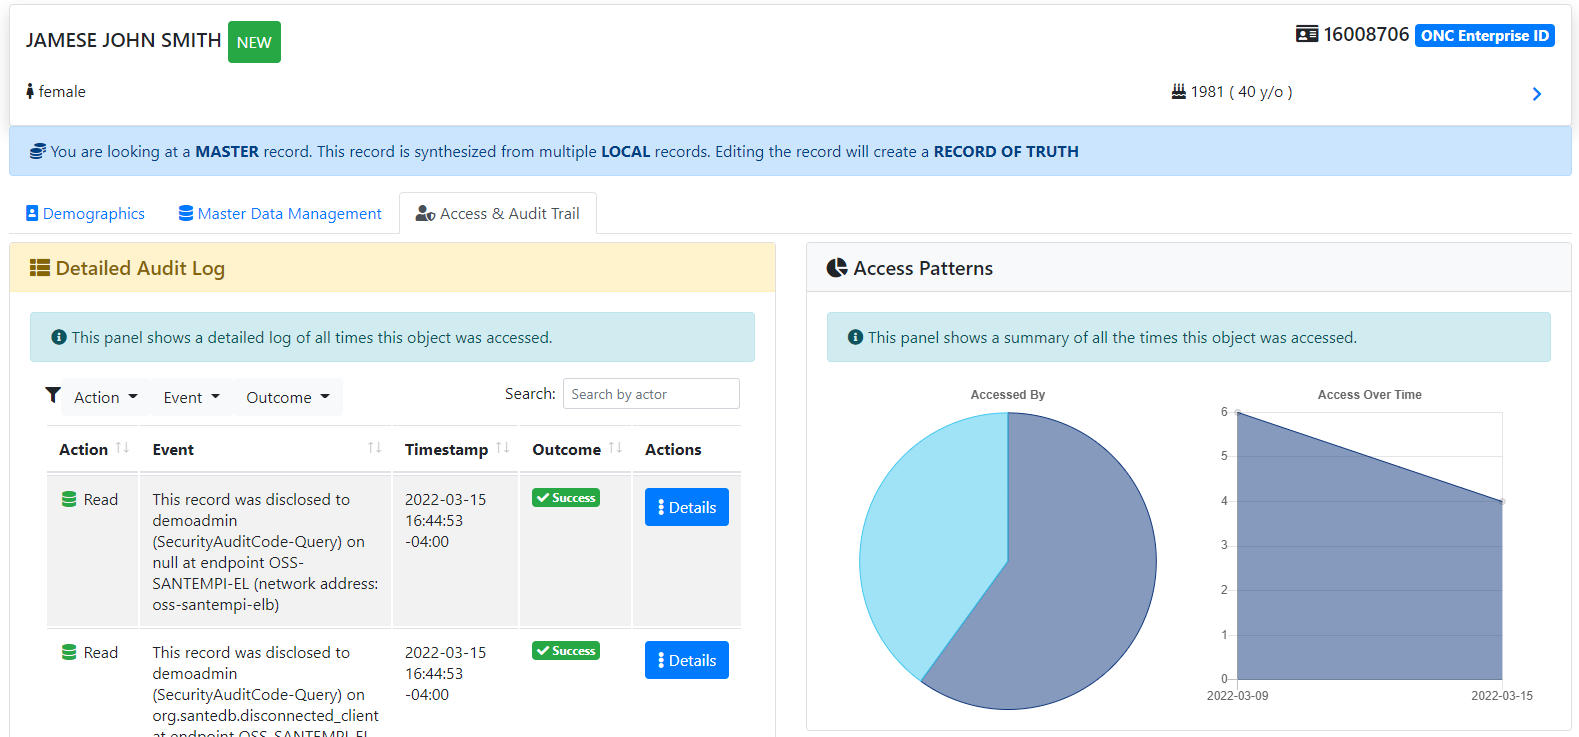 JAMESE JOHN SMITH NEW
16008706 ONC Enterprise ID
female
1981 ( 40 y/o )
You are looking at a MASTER record. This record is synthesized from multiple LOCAL records. Editing the record will create a RECORD OF TRUTH
Demographics Master Data Management Access & Audit Trail
Detailed Audit Log
This panel shows a detailed log of all times this object was accessed.
Action Event Outcome
Search: Search by actor
Action Event Timestamp Outcome Actions
Read
This record was disclosed to
demoadmin
(SecurityAuditCode-Query) on
null at endpoint OSS-
SANTEMPI-EL (network address:
oss-santempi-elb)
2022-03-15
16:44:53
-04:00
Success
Details
Read
This record was disclosed to
demoadmin
(SecurityAuditCode-Query) on
org.santedb.disconnected_client
at endpoint OSS-SANTEMPI-EL
2022-03-15
16:44:53
-04:00
Success
Details
Access Patterns
This panel shows a summary of all the times this object was accessed.
Accessed By
Access Over Time
6
5
4
3
2
1
0
2022-03-09 2022-03-15